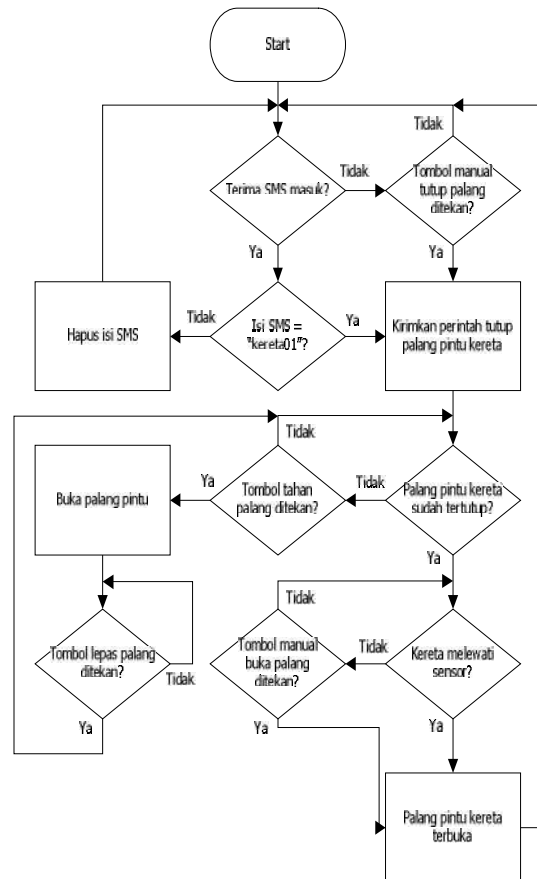 Start
Tidak
Terima SMS masuk?
Tidak
Tombol manual
tutup palang
ditekan?
Ya
Ya
Hapus isi SMS
Tidak
Isi SMS =
"kereta01"?
Ya
Kirimkan perintah tutup
palang pintu kereta
Tidak
Buka palang pintu
Ya
Tombol tahan
palang ditekan?
Tidak
Palang pintu kereta
sudah tertutup?
Ya
Tidak
Tombol lepas palang
ditekan?
Tidak
Ya
Tombol manual
buka palang
ditekan?
Tidak
Kereta melewati
sensor?
Ya
Ya
Palang pintu kereta
terbuka